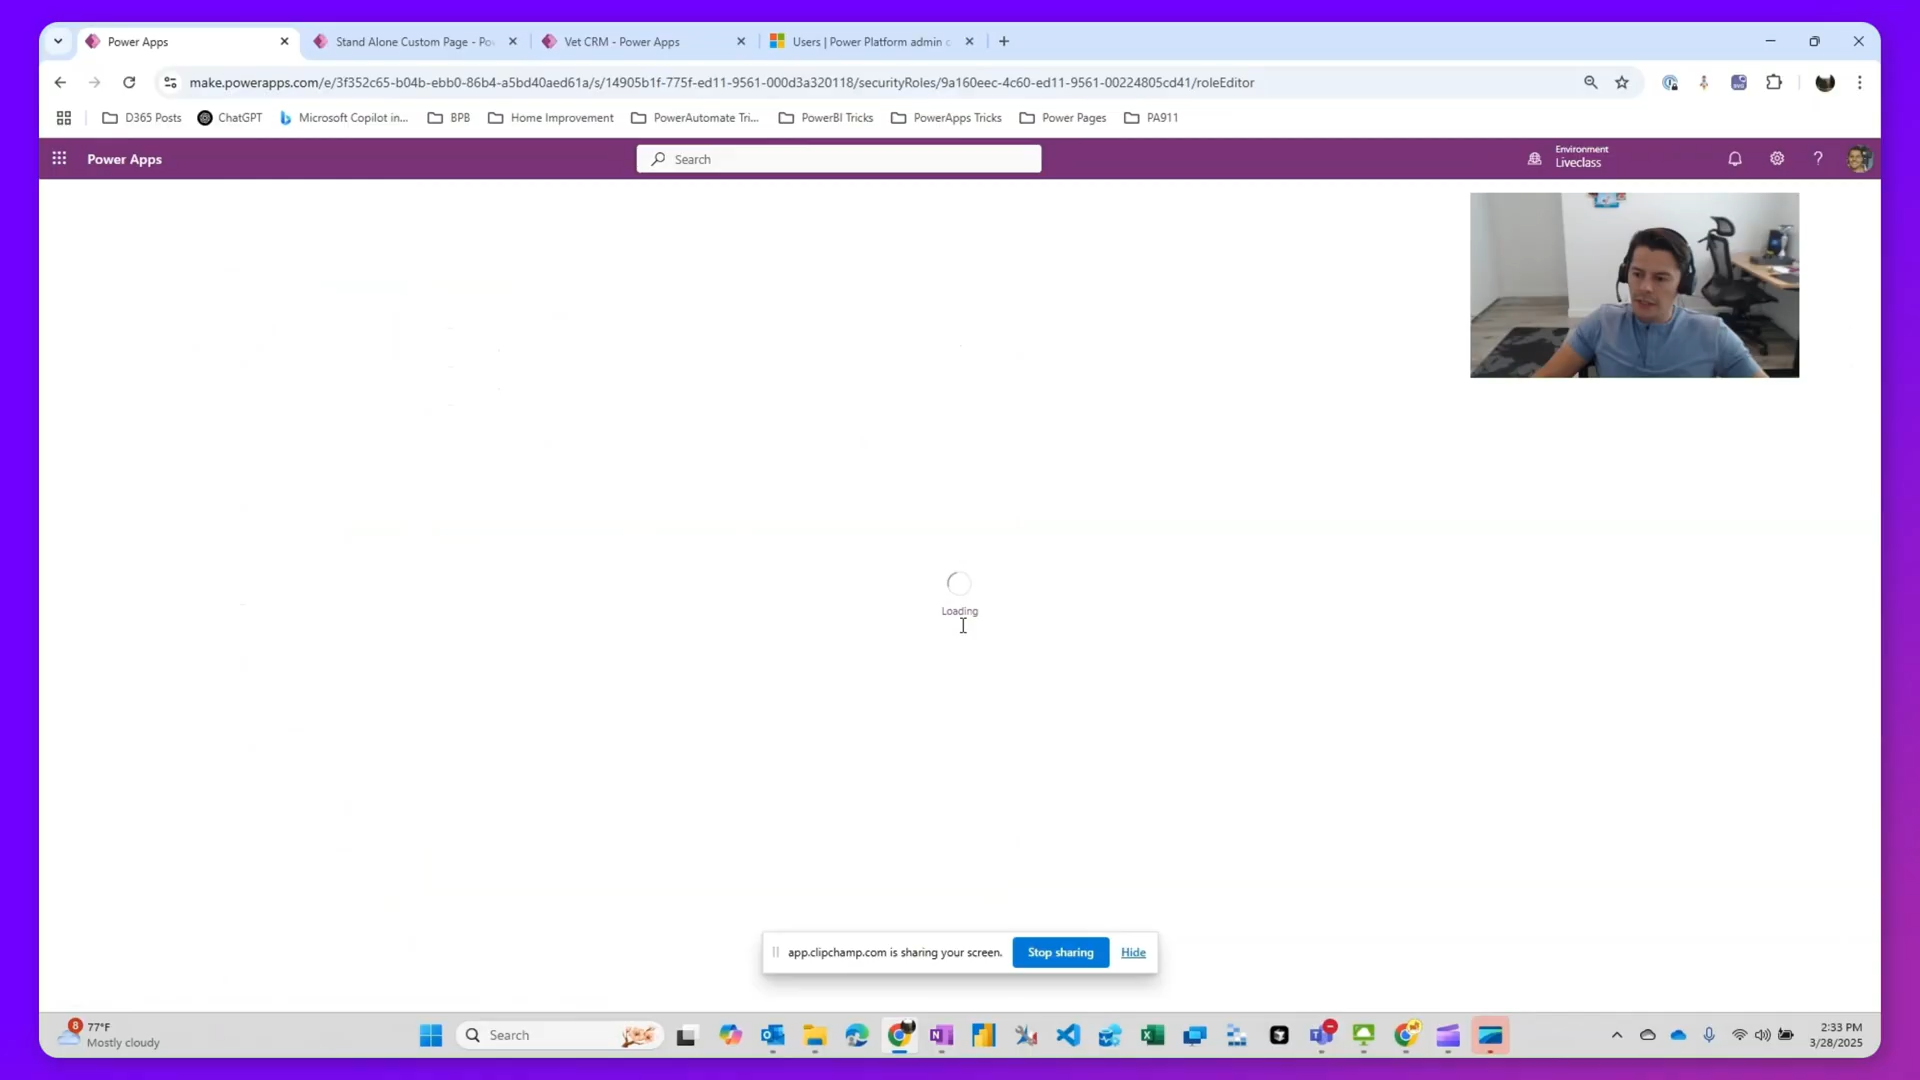 Power Apps
Stand Alone Custom Page - Po
Vet CRM - Power Apps
Users | Power Platform admin c
make.powerapps.com/e/3f352c65-b04b-ebb0-86b4-a5bd40aed61a/s/14905b1f-775f-ed11-9561-000d3a320118/securityRoles/9a160eec-4c60-ed11-9561-00224805cd41/roleEditor
D365 Posts
ChatGPT
Microsoft Copilot in...
BPB
Home Improvement
PowerAutomate Tri...
PowerBI Tricks
PowerApps Tricks
Power Pages
PA911
Power Apps
Search
Environment
Liveclass
Loading
app.clipchamp.com is sharing your screen.
Stop sharing
Hide
8
77°F
Mostly cloudy
Search
2:33 PM
3/28/2025